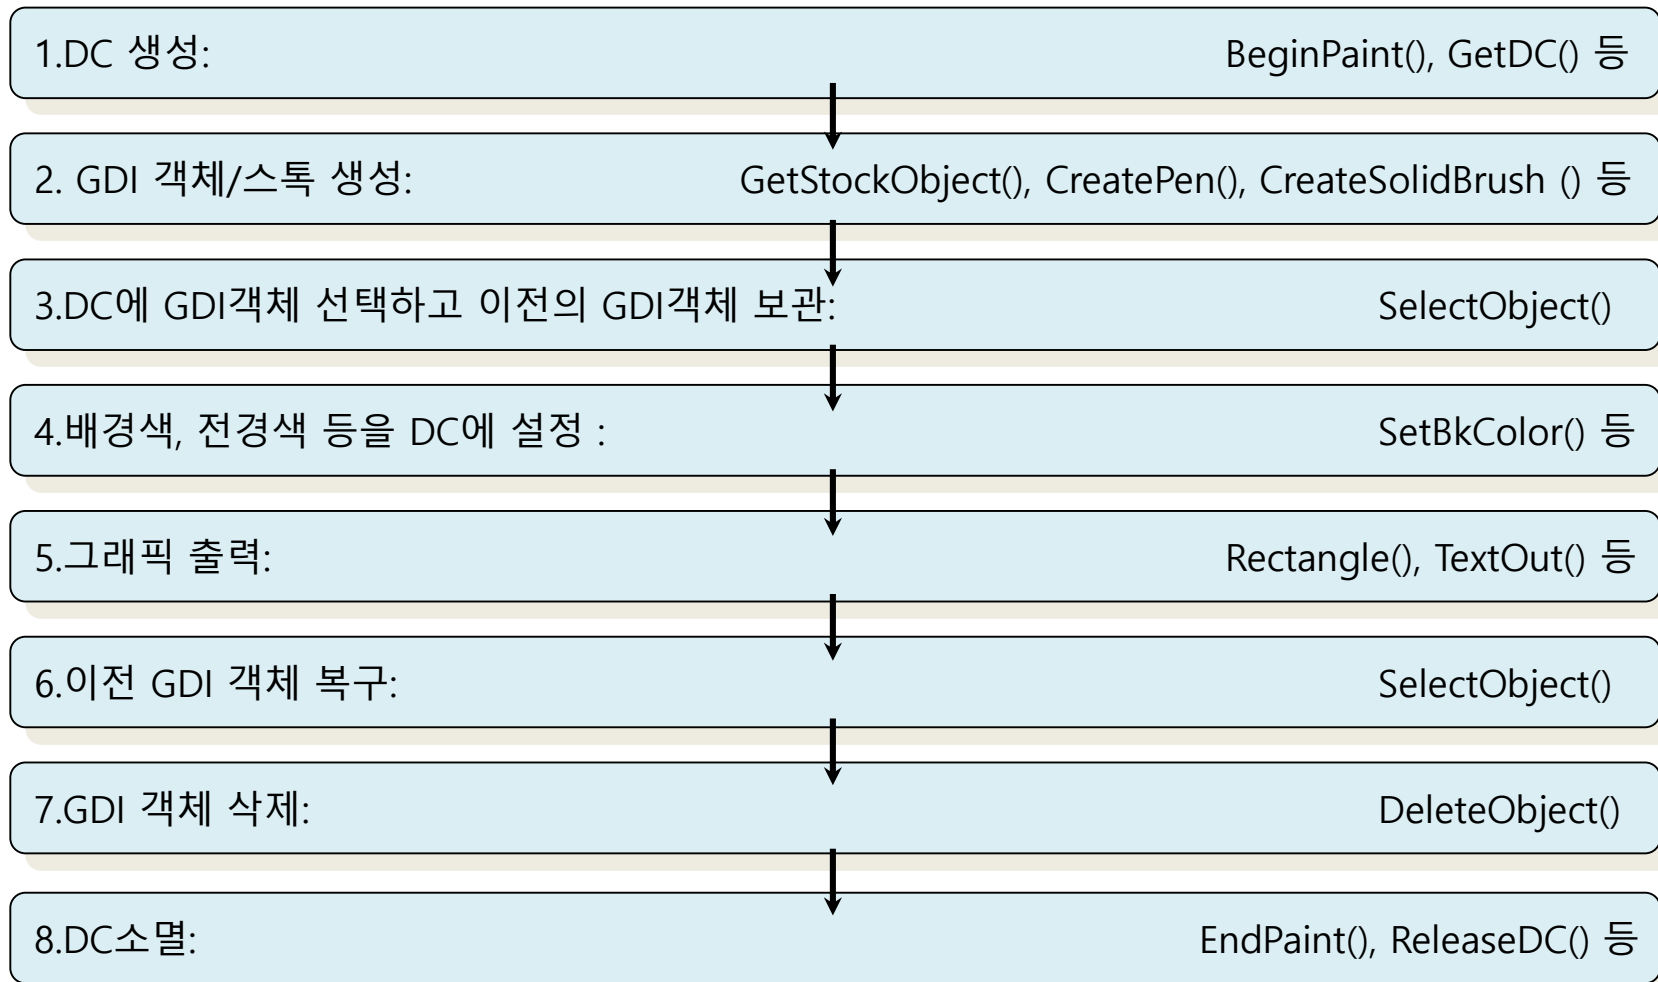 1.DC 생성: BeginPaint(), GetDC() 등
2. GDI 객체/스톡 생성: GetStockObject(), CreatePen(), CreateSolidBrush () 등
3.DC에 GDI객체 선택하고 이전의 GDI객체 보관: SelectObject()
4.배경색, 전경색 등을 DC에 설정 : SetBkColor() 등
5.그래픽 출력: Rectangle(), TextOut() 등
6.이전 GDI 객체 복구: SelectObject()
7.GDI 객체 삭제: DeleteObject()
8.DC소멸: EndPaint(), ReleaseDC() 등